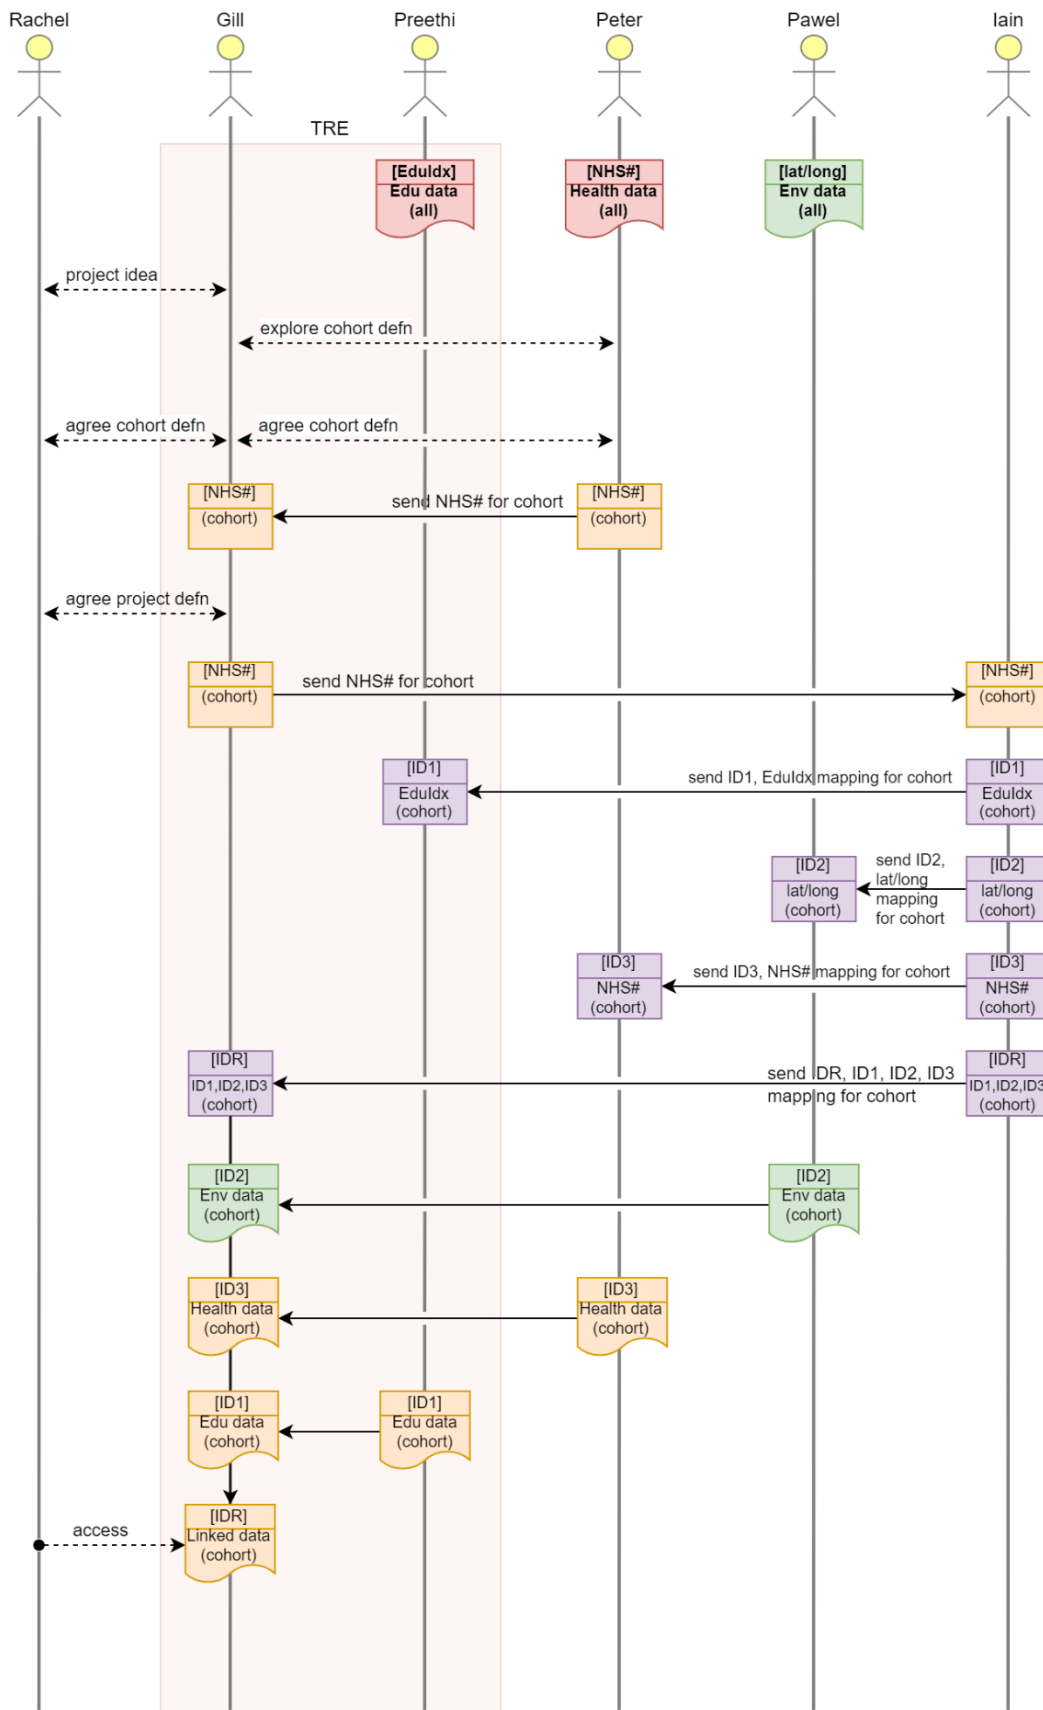 Rachel
Gill
Preethi
Peter
Pawel
Iain
TRE
[EduIdx]
Edu data
(all)
[NHS#]
Health data
(all)
[lat/long]
Env data
(all)
project idea
explore cohort defn
agree cohort defn
agree cohort defn
[NHS#]
(cohort)
send NHS# for cohort
[NHS#]
(cohort)
agree project defn
[NHS#]
(cohort)
send NHS# for cohort
[NHS#]
(cohort)
[ID1]
EduIdx
(cohort)
send ID1, EduIdx mapping for cohort
[ID1]
EduIdx
(cohort)
[ID2]
lat/long
(cohort)
send ID2,
lat/long
mapping
for cohort
[ID2]
lat/long
(cohort)
[ID3]
NHS#
(cohort)
send ID3, NHS# mapping for cohort
[ID3]
NHS#
(cohort)
[IDR]
ID1,ID2,ID3
(cohort)
send IDR, ID1, ID2, ID3
mapping for cohort
[IDR]
ID1,ID2,ID3
(cohort)
[ID2]
Env data
(cohort)
[ID2]
Env data
(cohort)
[ID3]
Health data
(cohort)
[ID3]
Health data
(cohort)
[ID1]
Edu data
(cohort)
[ID1]
Edu data
(cohort)
access
[IDR]
Linked data
(cohort)